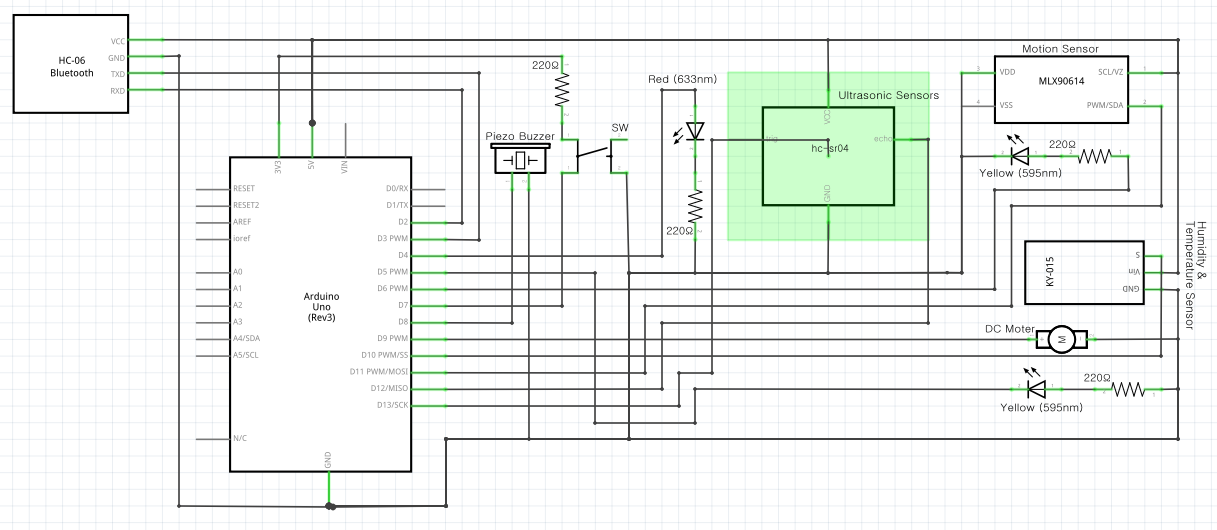 HC-06
Bluetooth
VCC
GND
TXD
RXD
220Ω
Piezo Buzzer
SW
Red (633nm)
220Ω
Ultrasonic Sensors
VCC
trig
echo
hc-sr04
GND
Motion Sensor
MLX90614
VDD
VSS
SCL/VZ
PWM/SDA
3
4
1
2
220Ω
Yellow (595nm)
KY-015
S
Vin
GND
Humidity &
Temperature Sensor
DC Moter
M
220Ω
Yellow (595nm)
3V3
5V
VIN
RESET
RESET2
AREF
ioref
A0
A1
A2
A3
A4/SDA
A5/SCL
N/C
Arduino
Uno
(Rev3)
D0/RX
D1/TX
D2
D3 PWM
D4
D5 PWM
D6 PWM
D7
D8
D9 PWM
D10 PWM/SS
D11 PWM/MOSI
D12/MISO
D13/SCK
GND